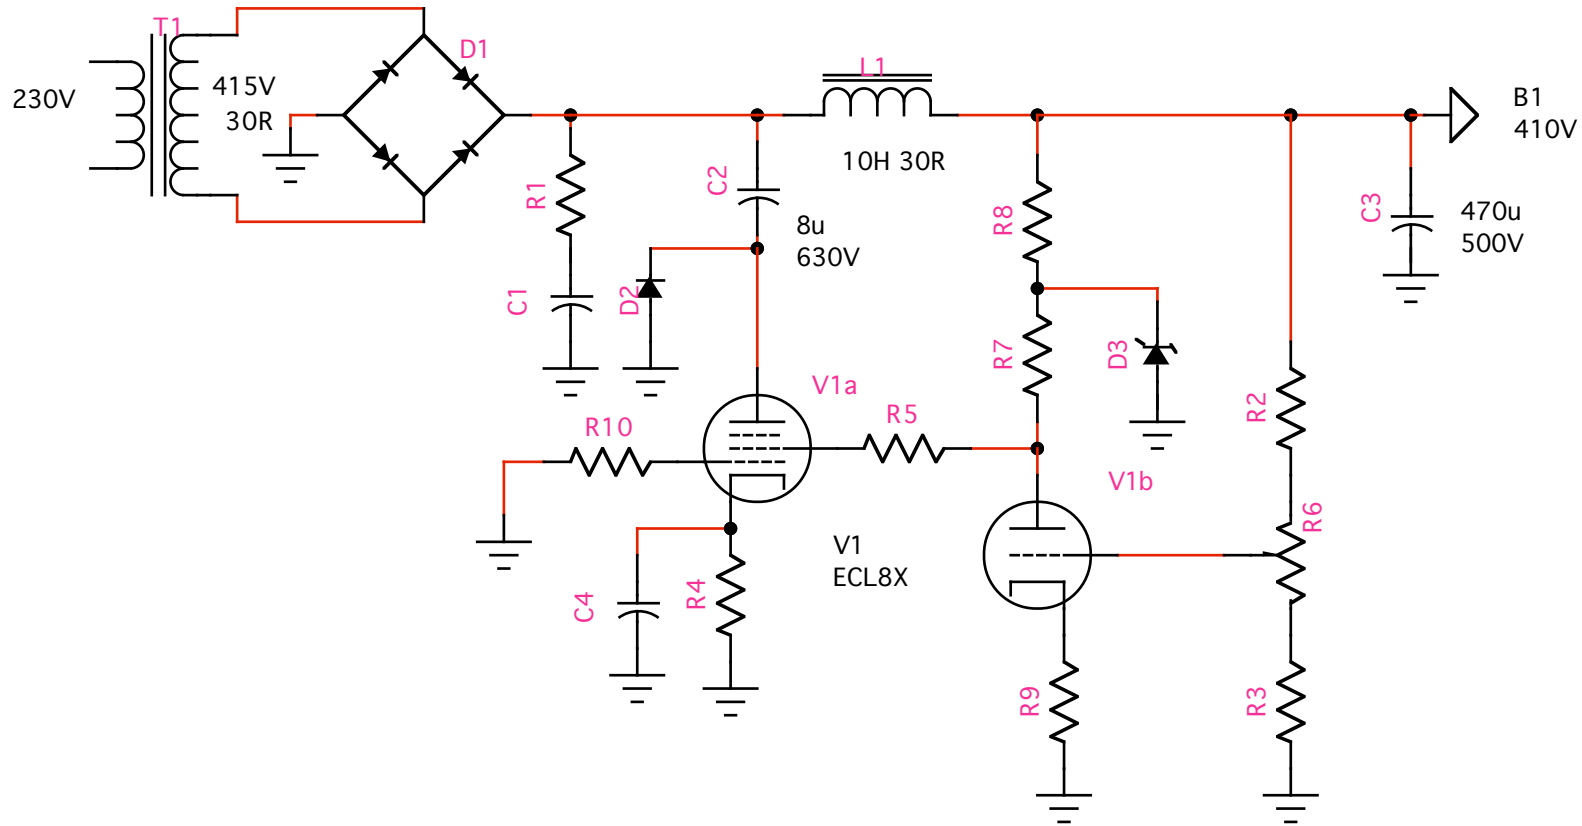 T1
D1
230V
415V
30R
L1
10H 30R
B1
410V
R1
C2
8u
630V
R8
C3
470u
500V
C1
D2
R7
D3
V1a
R5
R2
R10
V1b
R6
V1
ECL8X
C4
R4
R9
R3